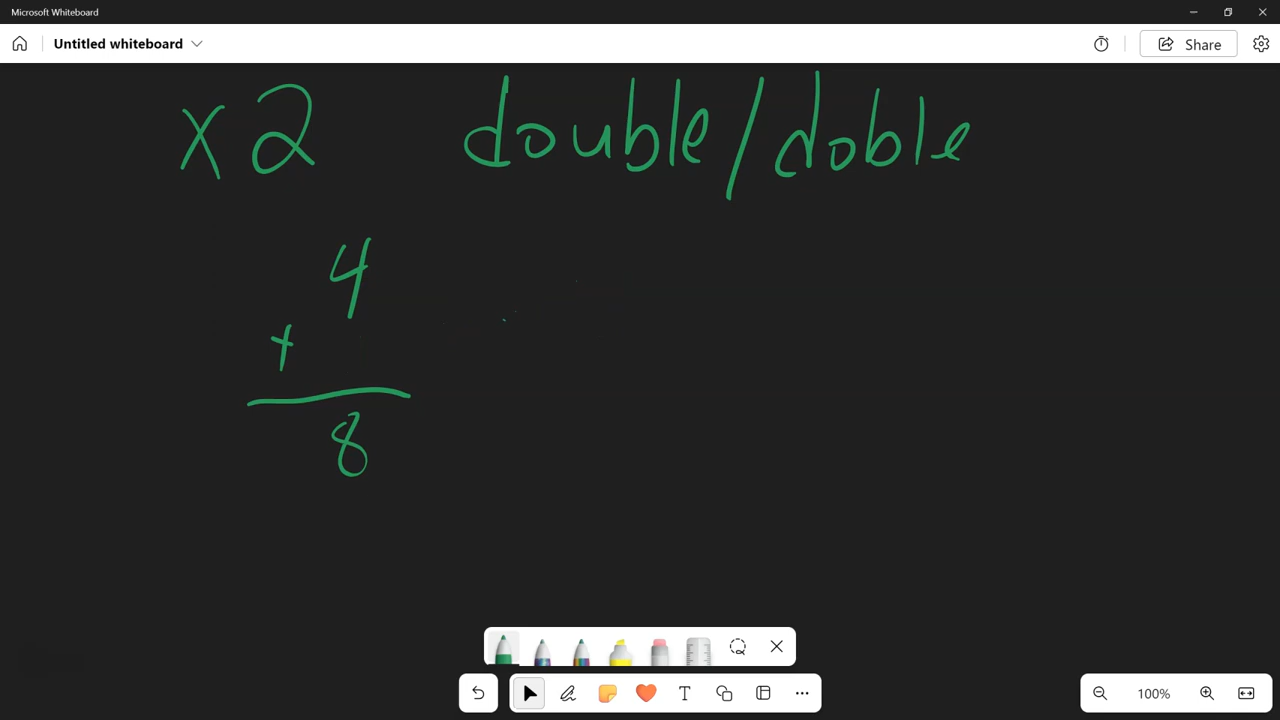 Microsoft Whiteboard
Untitled whiteboard
Share
x2 double/doble
4
+
8
T
100%